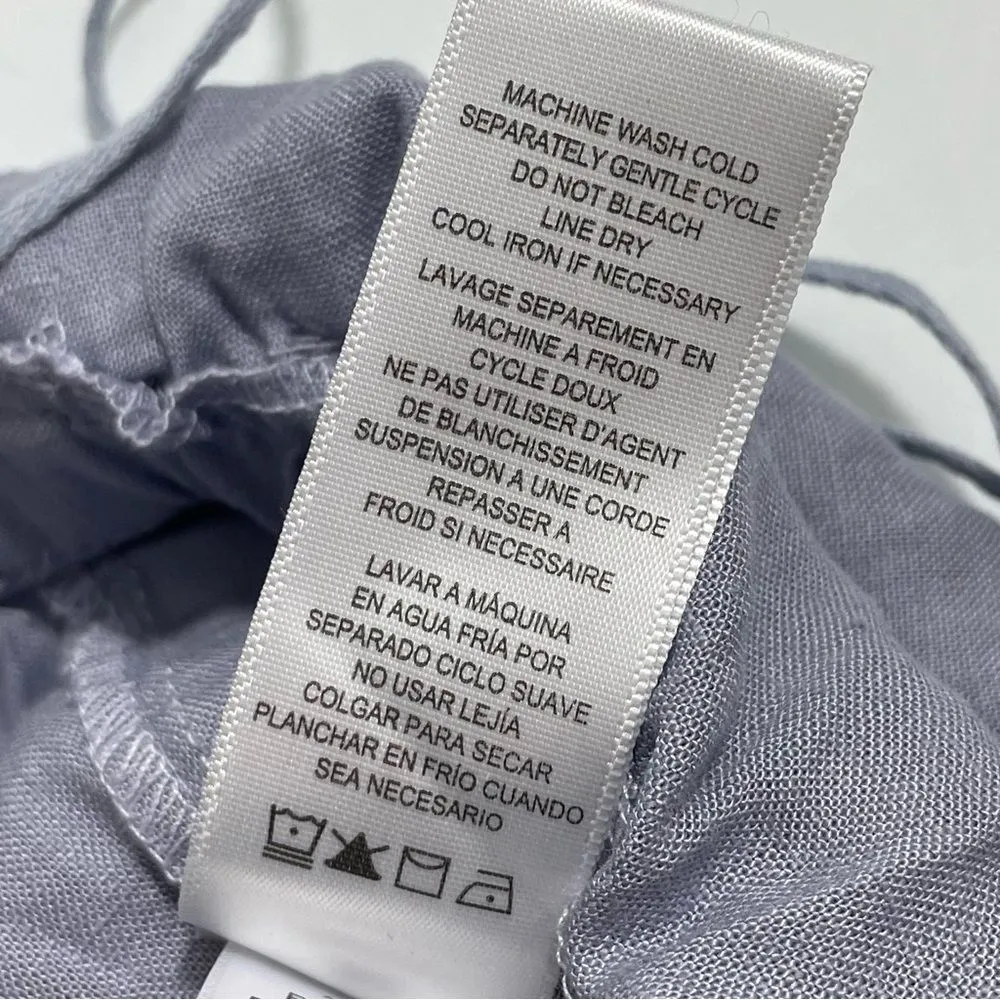 MACHINE WASH COLD
SEPARATELY GENTLE CYCLE
DO NOT BLEACH
LINE DRY
COOL IRON IF NECESSARY
LAVAGE SEPAREMENT EN
MACHINE A FROID
CYCLE DOUX
NE PAS UTILISER D'AGENT
DE BLANCHISSEMENT
SUSPENSION A UNE CORDE
REPASSER A
FROID SI NECESSAIRE
LAVAR A MÁQUINA
EN AGUA FRÍA POR
SEPARADO CICLO SUAVE
NO USAR LEJÍA
COLGAR PARA SECAR
PLANCHAR EN FRÍO CUANDO
SEA NECESARIO